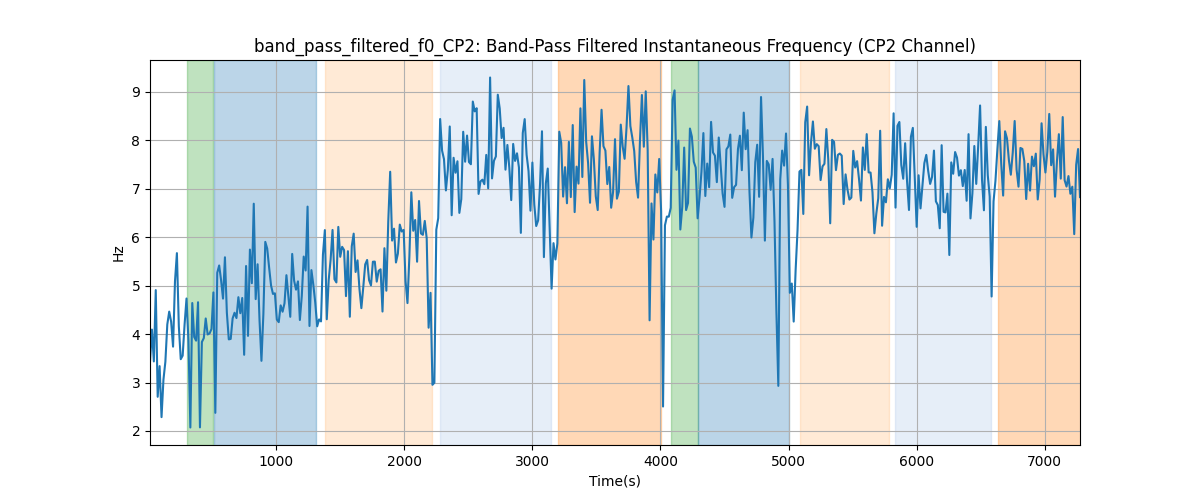 band_pass_filtered_f0_CP2: Band-Pass Filtered Instantaneous Frequency (CP2 Channel)
9
8
7
6
5
4
3
2
Hz
1000 2000 3000 4000 5000 6000 7000
Time(s)